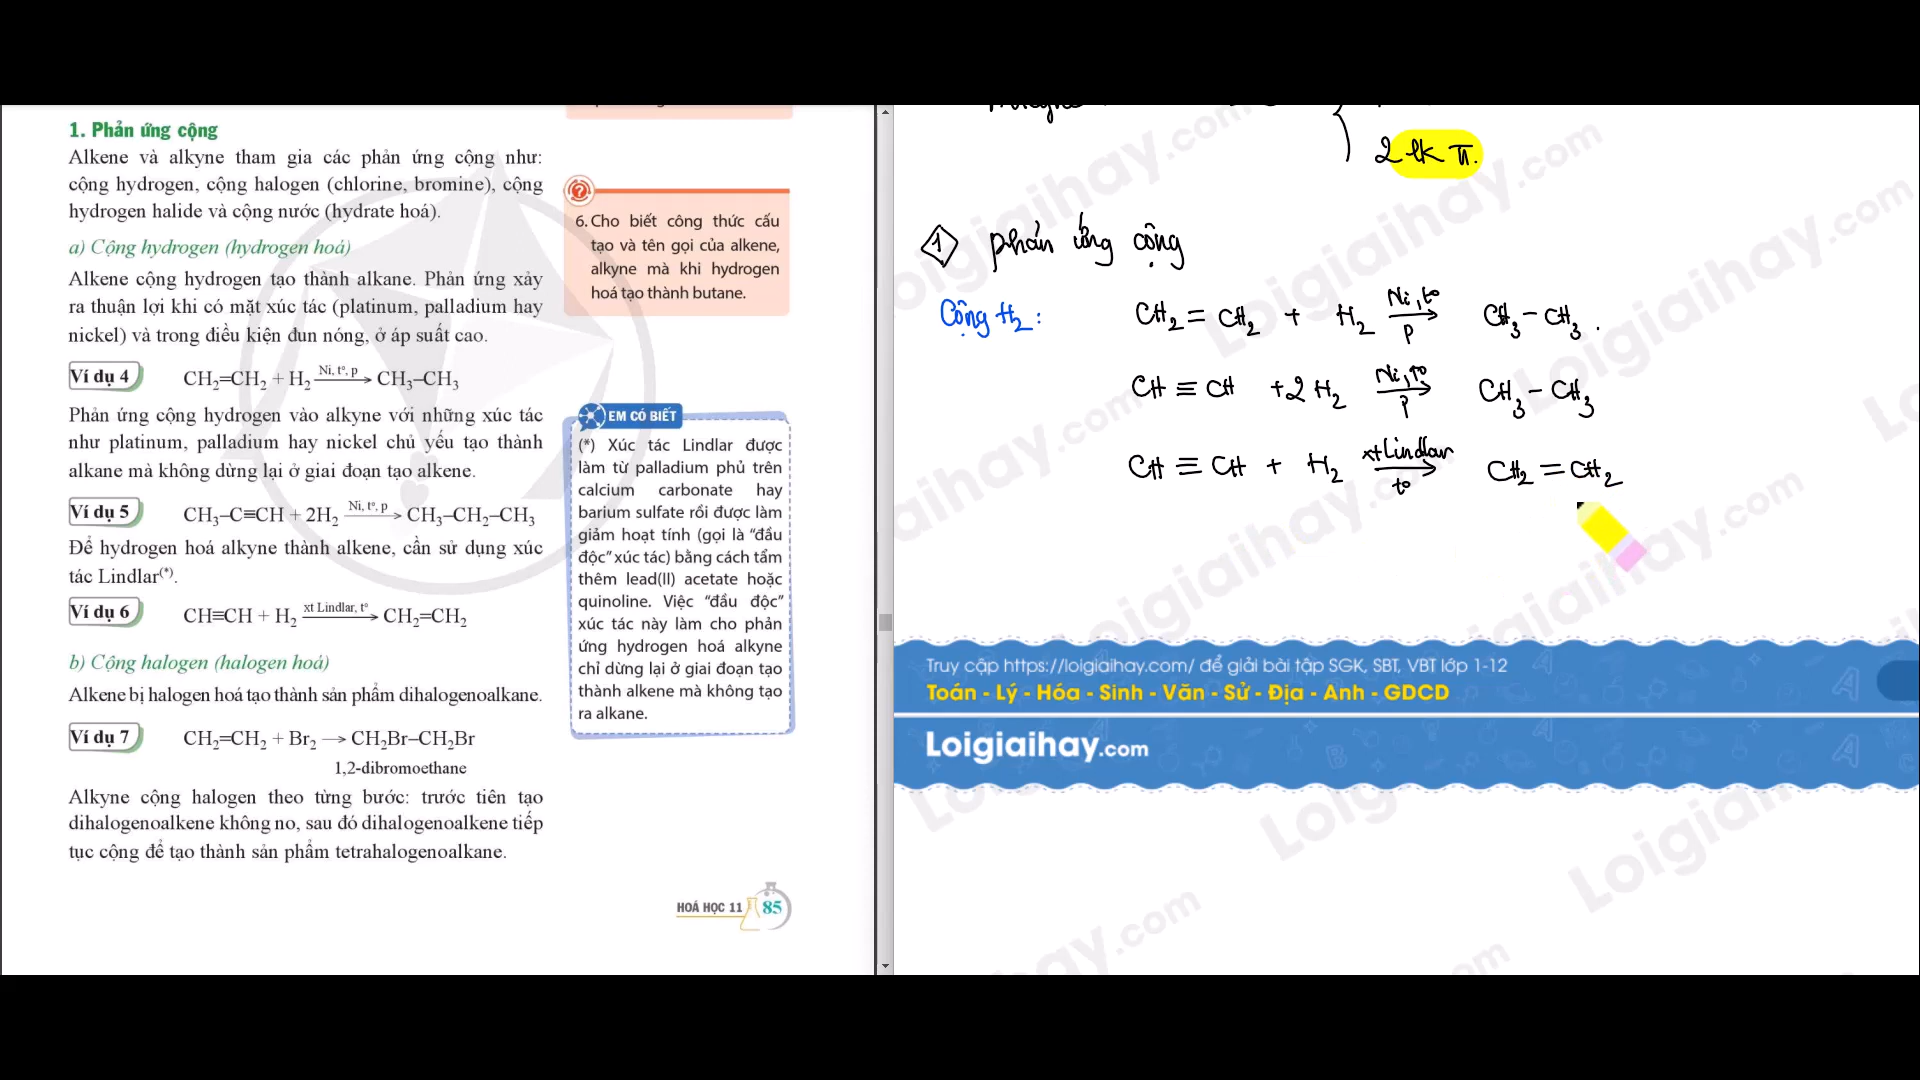 1. Phản ứng cộng
Alkene và alkyne tham gia các phản ứng cộng như:
cộng hydrogen, cộng halogen (chlorine, bromine), cộng
hydrogen halide và cộng nước (hydrate hoá).
a) Cộng hydrogen (hydrogen hoá)
Alkene cộng hydrogen tạo thành alkane. Phản ứng xảy
ra thuận lợi khi có mặt xúc tác (platinum, palladium hay
nickel) và trong điều kiện đun nóng, ở áp suất cao.
Ví dụ 4 CH₂=CH₂ + H₂ Ni, t°, p → CH₃–CH₃
Phản ứng cộng hydrogen vào alkyne với những xúc tác
như platinum, palladium hay nickel chủ yếu tạo thành
alkane mà không dừng lại ở giai đoạn tạo alkene.
Ví dụ 5 CH₃–C≡CH + 2H₂ Ni, t°, p → CH₃–CH₂–CH₃
Để hydrogen hoá alkyne thành alkene, cần sử dụng xúc
tác Lindlar(*).
Ví dụ 6 CH≡CH + H₂ xt Lindlar, t° → CH₂=CH₂
b) Cộng halogen (halogen hoá)
Alkene bị halogen hoá tạo thành sản phẩm dihalogenoalkane.
Ví dụ 7 CH₂=CH₂ + Br₂ → CH₂Br–CH₂Br
1,2-dibromoethane
Alkyne cộng halogen theo từng bước: trước tiên tạo
dihalogenoalkene không no, sau đó dihalogenoalkene tiếp
tục cộng để tạo thành sản phẩm tetrahalogenoalkane.
6. Cho biết công thức cấu
tạo và tên gọi của alkene,
alkyne mà khi hydrogen
hoá tạo thành butane.
EM CÓ BIẾT
(*) Xúc tác Lindlar được
làm từ palladium phủ trên
calcium carbonate hay
barium sulfate rồi được làm
giảm hoạt tính (gọi là “đầu
độc” xúc tác) bằng cách tẩm
thêm lead(II) acetate hoặc
quinoline. Việc “đầu độc”
xúc tác này làm cho phản
ứng hydrogen hoá alkyne
chỉ dừng lại ở giai đoạn tạo
thành alkene mà không tạo
ra alkane.
HOÁ HỌC 11 85
2 lk π.
1 phản ứng cộng
Cộng H₂: CH₂ = CH₂ + H₂ Ni, t° → p CH₃ – CH₃.
CH ≡ CH + 2 H₂ Ni, t° → p CH₃ – CH₃
CH ≡ CH + H₂ xt Lindlar → t° CH₂ = CH₂
Truy cập https://loigiaihay.com/ để giải bài tập SGK, SBT, VBT lớp 1-12
Toán - Lý - Hóa - Sinh - Văn - Sử - Địa - Anh - GDCD
Loigiaihay.com